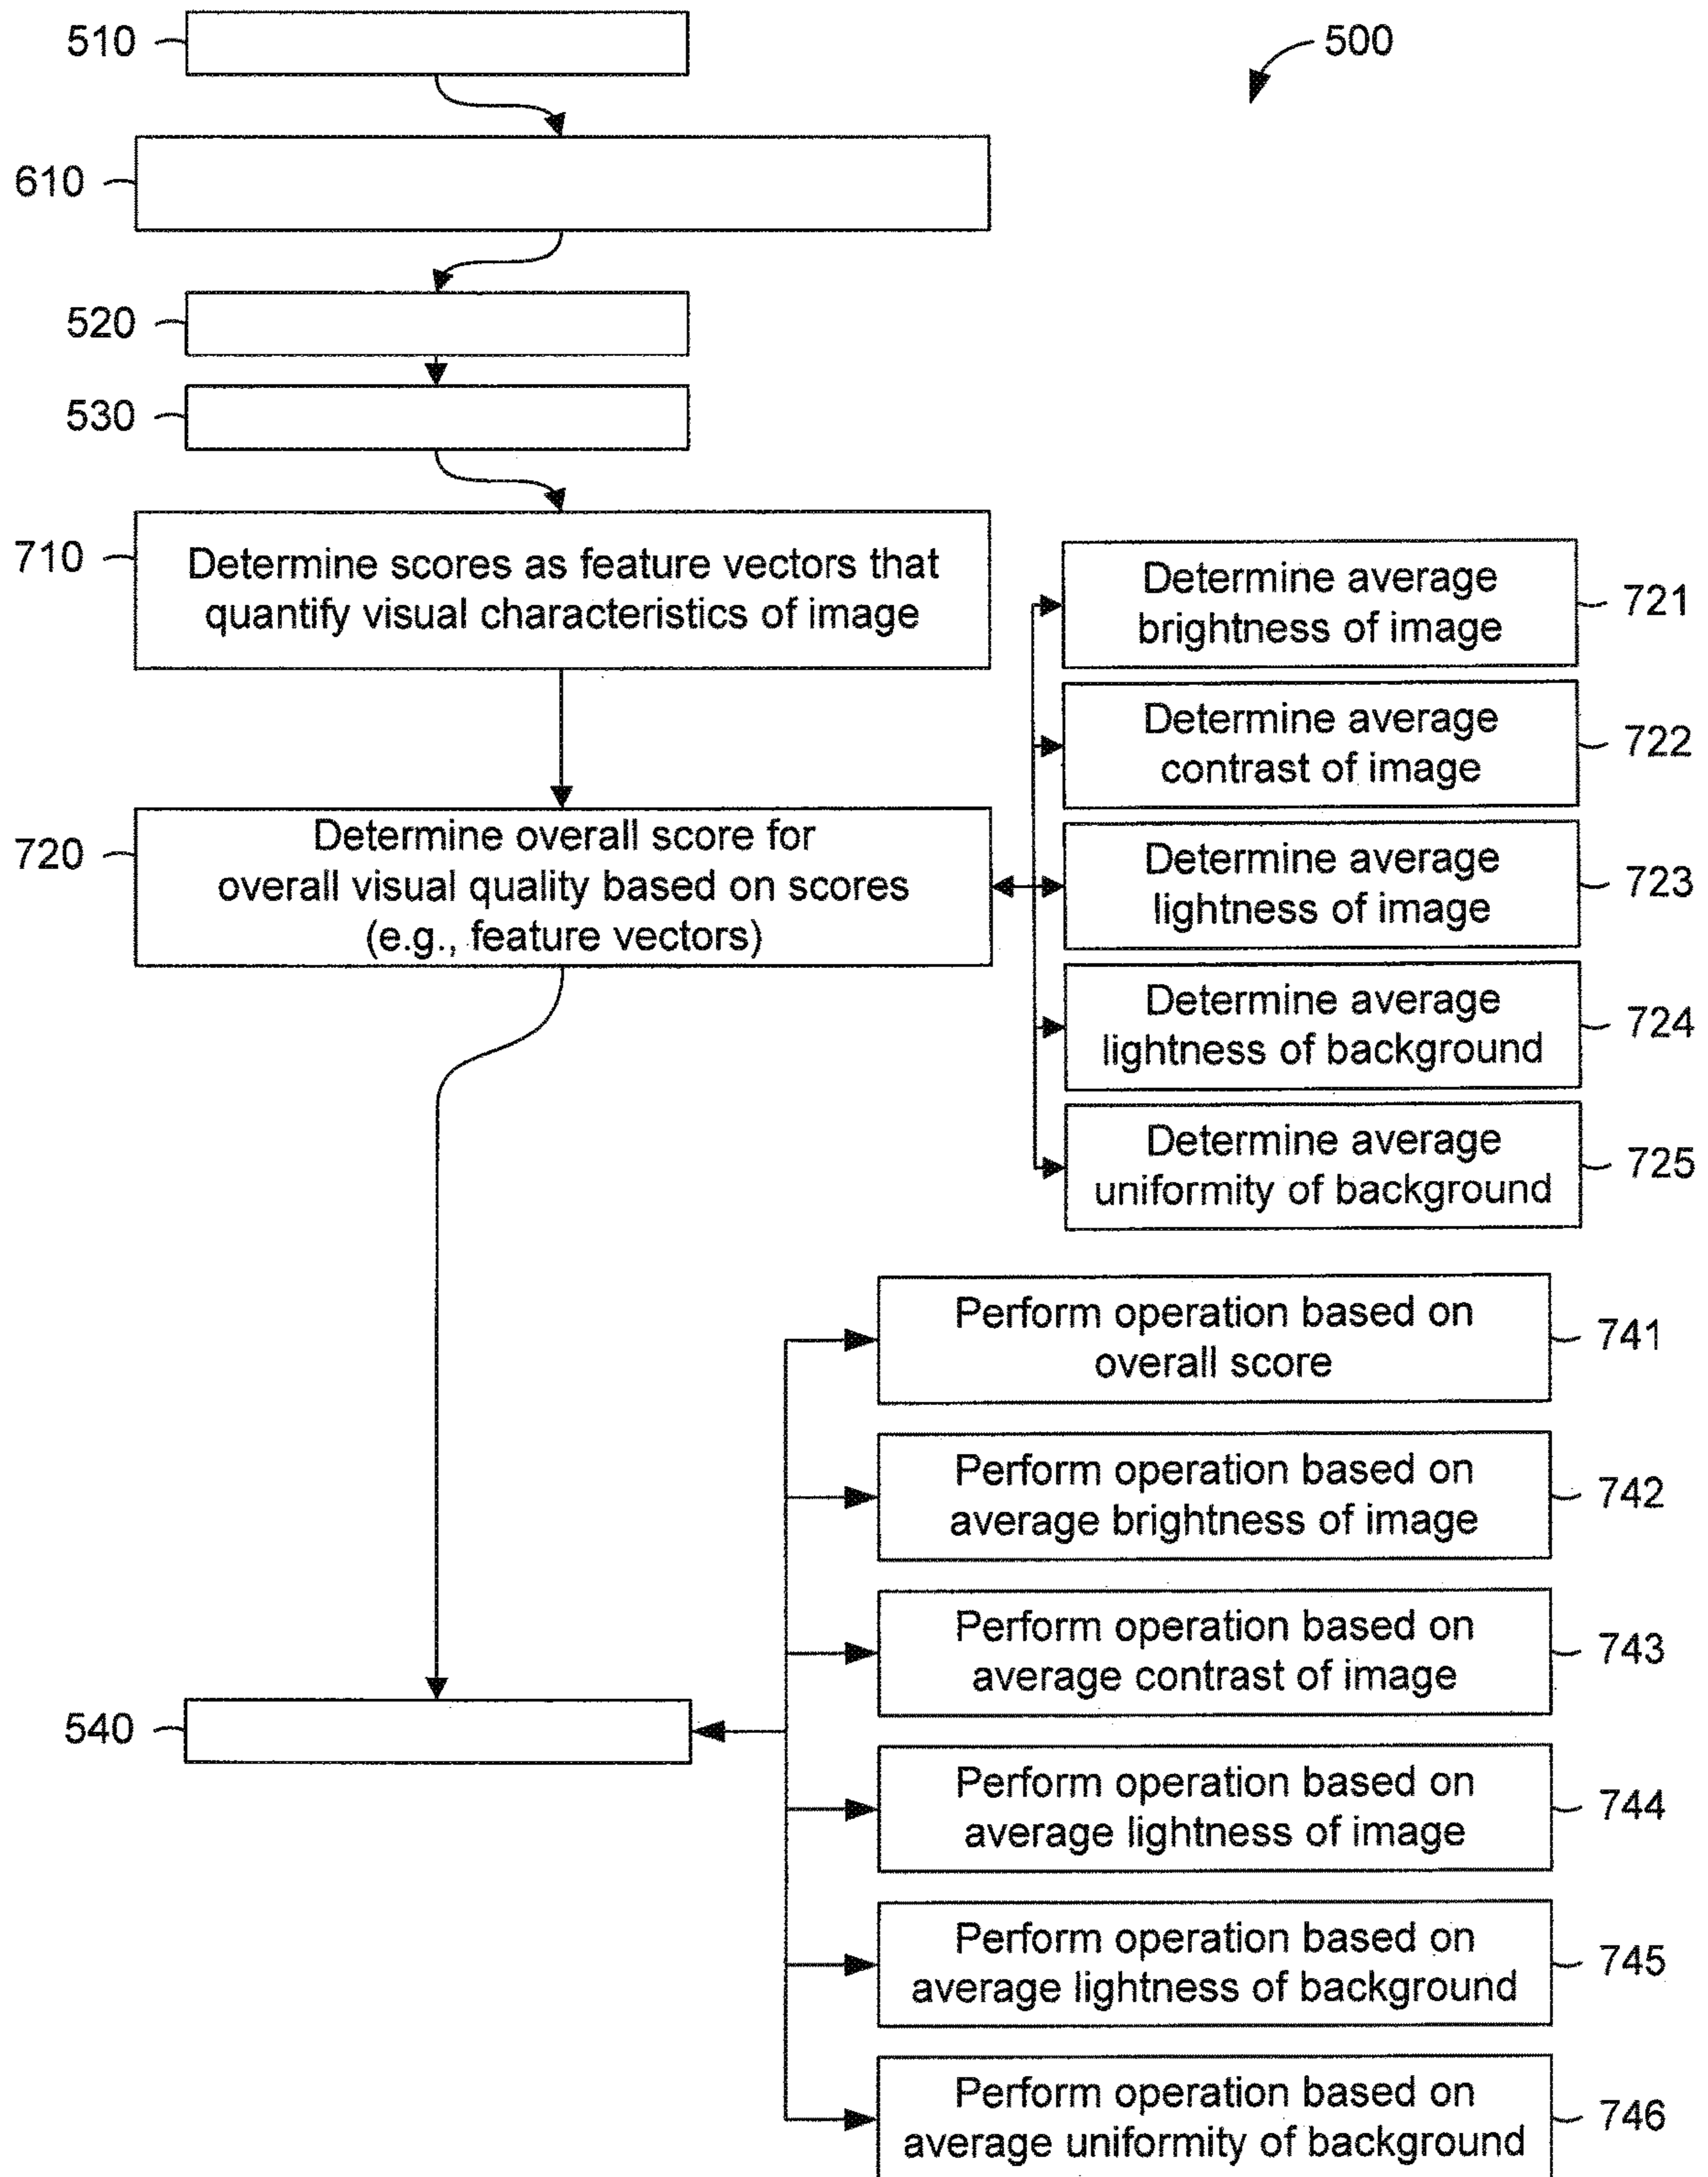 510
500
610
520
530
710
Determine scores as feature vectors that
quantify visual characteristics of image
Determine average
brightness of image
721
Determine average
contrast of image
722
720
Determine overall score for
overall visual quality based on scores
(e.g., feature vectors)
Determine average
lightness of image
723
Determine average
lightness of background
724
Determine average
uniformity of background
725
Perform operation based on
overall score
741
Perform operation based on
average brightness of image
742
Perform operation based on
average contrast of image
743
540
Perform operation based on
average lightness of image
744
Perform operation based on
average lightness of background
745
Perform operation based on
average uniformity of background
746